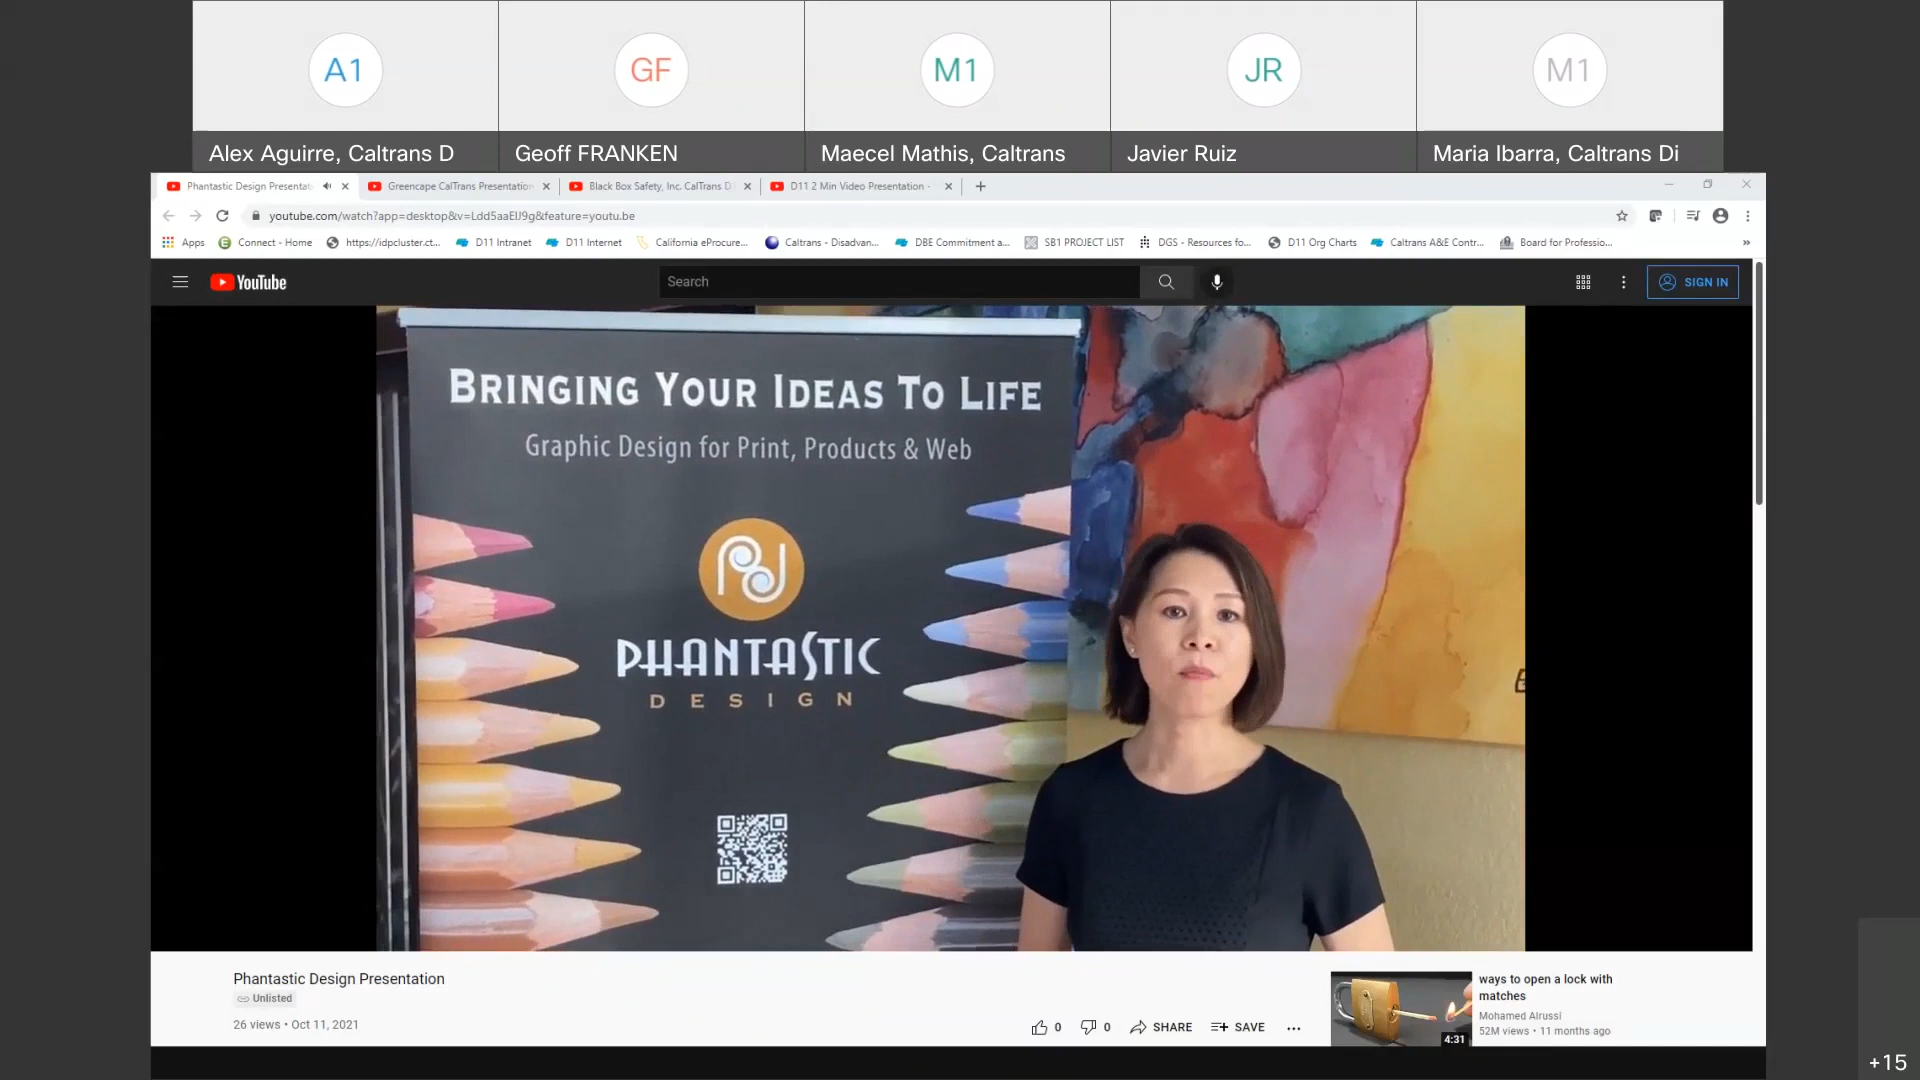 A1
GF
M1
JR
M1
Alex Aguirre, Caltrans D
Geoff FRANKEN
Maecel Mathis, Caltrans
Javier Ruiz
Maria Ibarra, Caltrans Di
Phantastic Design Presentat
Greencape CalTrans Presentation
Black Box Safety, Inc. CalTrans D
D11 2 Min Video Presentation -
youtube.com/watch?app=desktop&v=Ldd5aaEIJ9g&feature=youtu.be
Apps
Connect - Home
https://idpcluster.ct...
D11 Intranet
D11 Internet
California eProcure...
Caltrans - Disadvan...
DBE Commitment a...
SB1 PROJECT LIST
DGS - Resources fo...
D11 Org Charts
Caltrans A&E Contr...
Board for Professio...
»
YouTube
Search
SIGN IN
BRINGING YOUR IDEAS TO LIFE
Graphic Design for Print, Products & Web
PHANTASTIC
DESIGN
Phantastic Design Presentation
Unlisted
26 views • Oct 11, 2021
0
0
SHARE
SAVE
ways to open a lock with
matches
Mohamed Alrussi
52M views • 11 months ago
4:31
+15